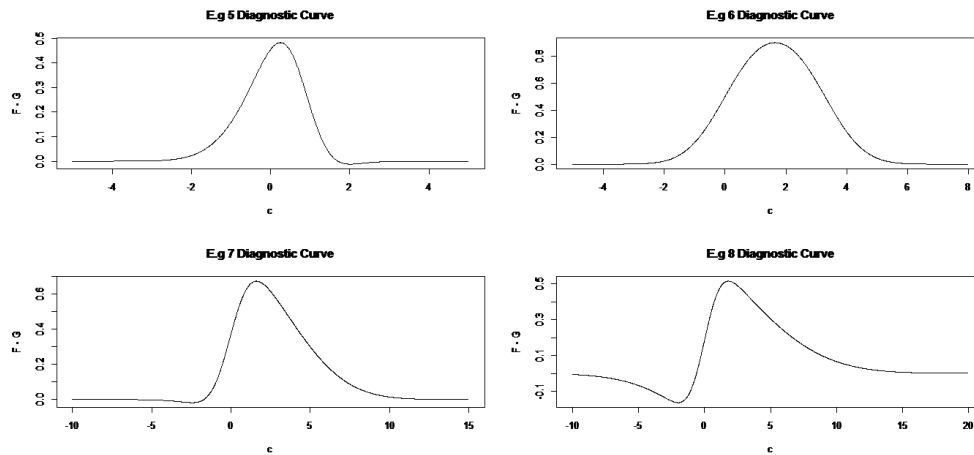 E.g 5 Diagnostic Curve
F - G
0.0 0.1 0.2 0.3 0.4 0.5
-4 -2 0 2 4
c
E.g 6 Diagnostic Curve
F - G
0.0 0.2 0.4 0.6 0.8
-4 -2 0 2 4 6 8
c
E.g 7 Diagnostic Curve
F - G
0.0 0.2 0.4 0.6
-10 -5 0 5 10 15
c
E.g 8 Diagnostic Curve
F - G
-0.1 0.1 0.3 0.5
-10 -5 0 5 10 15 20
c